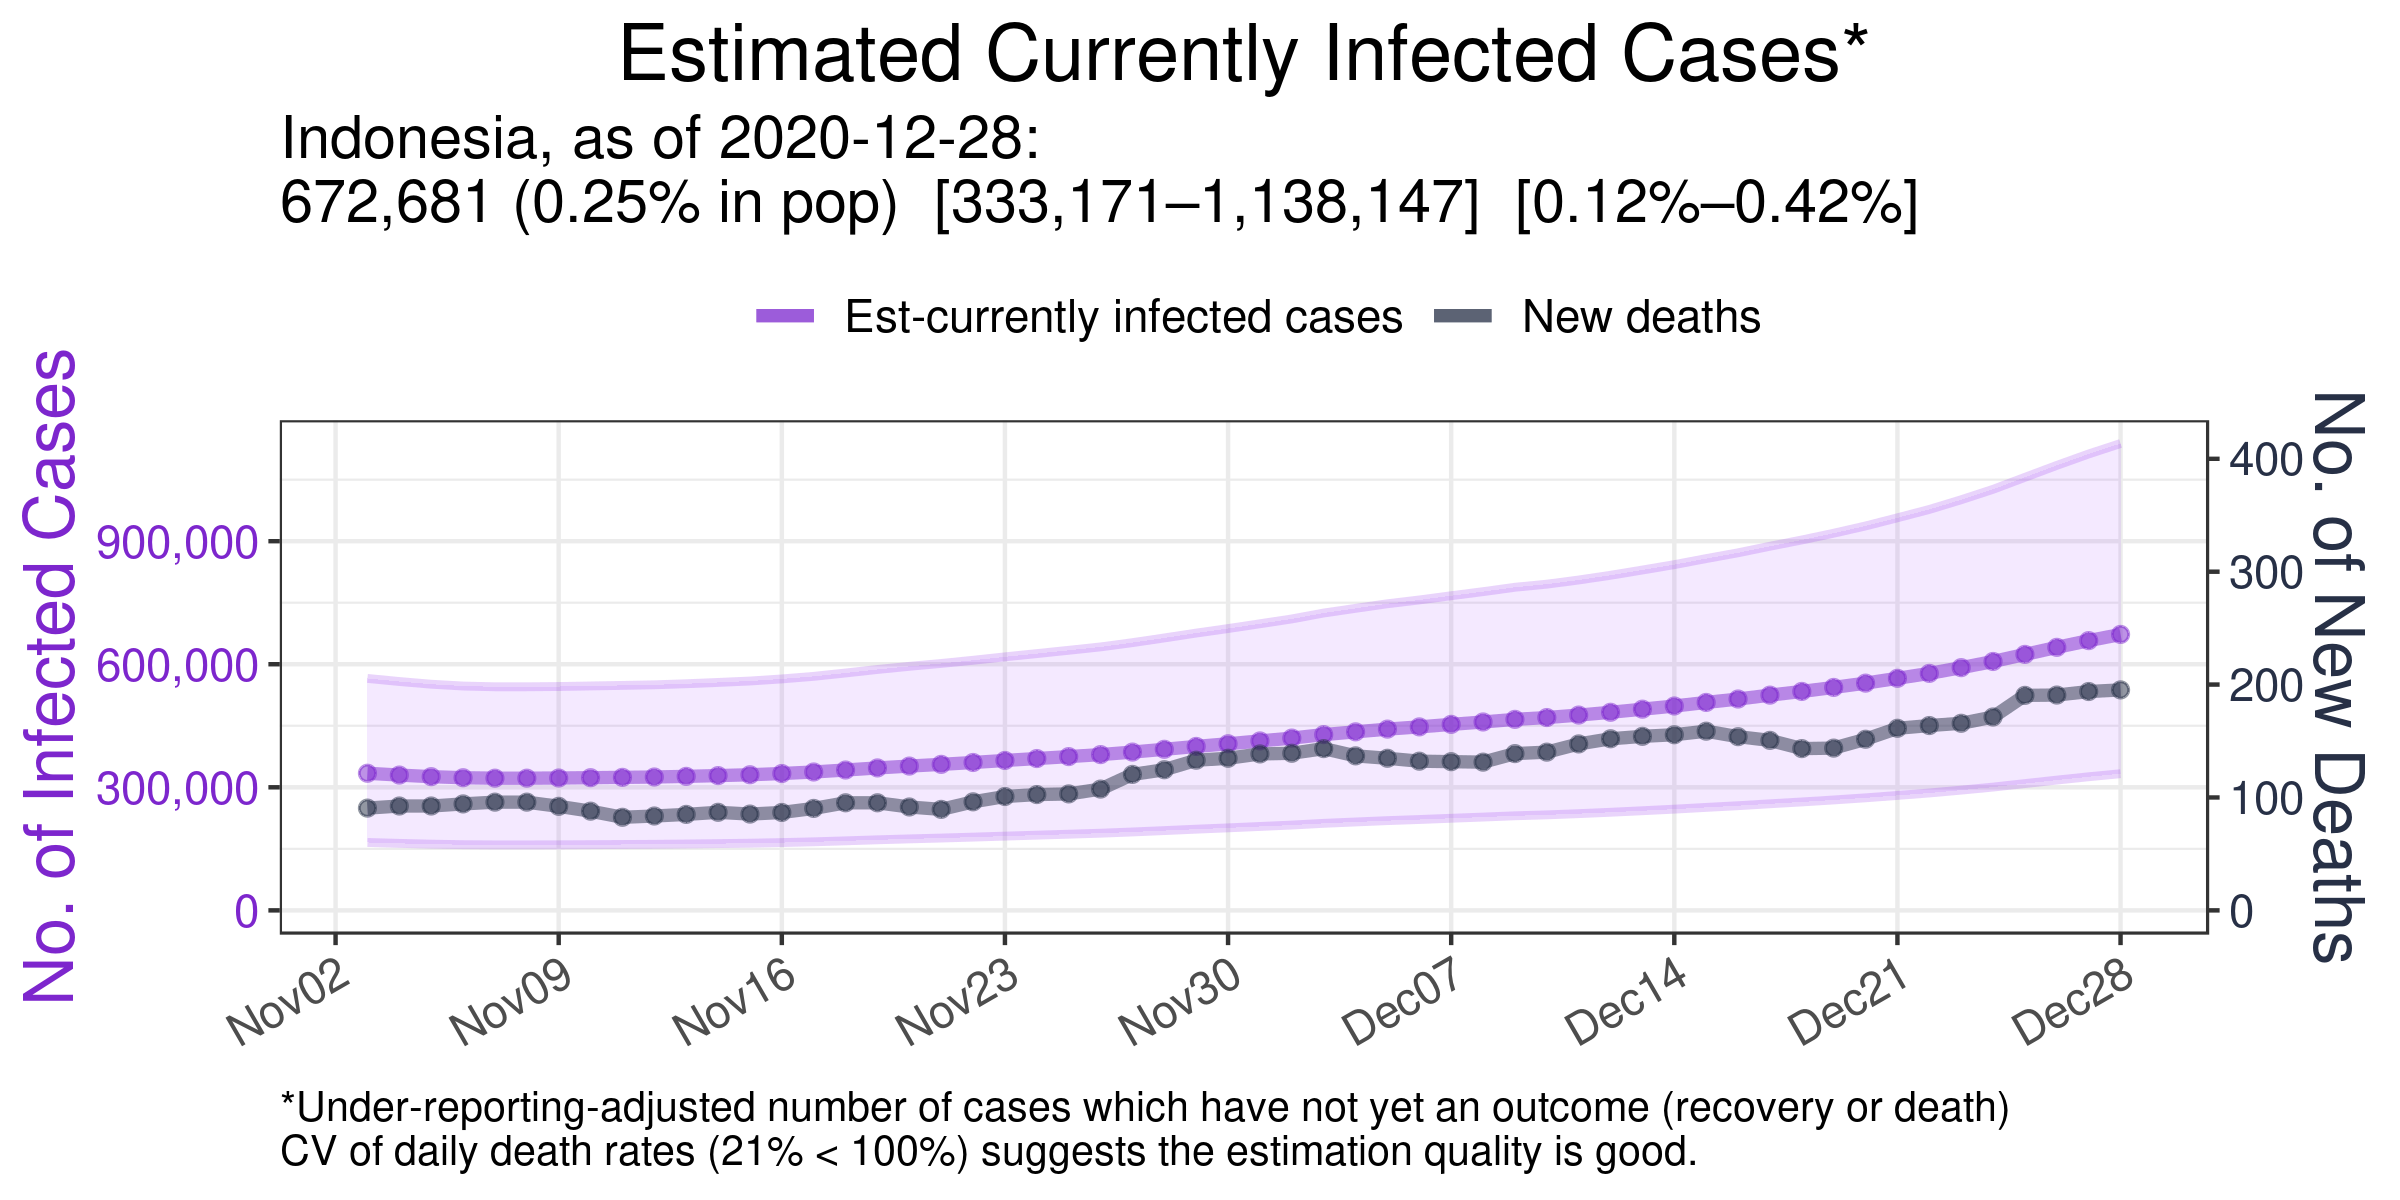 Estimated Currently Infected Cases*
Indonesia, as of 2020-12-28:
672,681 (0.25% in pop) [333,171–1,138,147] [0.12%–0.42%]
Est-currently infected cases New deaths
No. of Infected Cases
900,000
600,000
300,000
0
No. of New Deaths
400
300
200
100
0
Nov02 Nov09 Nov16 Nov23 Nov30 Dec07 Dec14 Dec21 Dec28
*Under-reporting-adjusted number of cases which have not yet an outcome (recovery or death)
CV of daily death rates (21% < 100%) suggests the estimation quality is good.